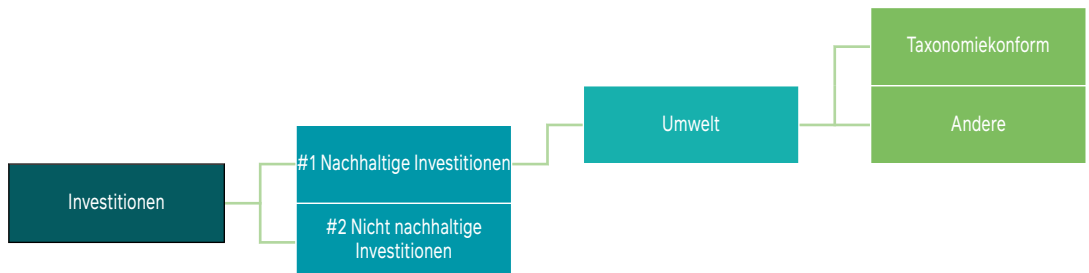 Investitionen
#1 Nachhaltige Investitionen
#2 Nicht nachhaltige
Investitionen
Umwelt
Taxonomiekonform
Andere